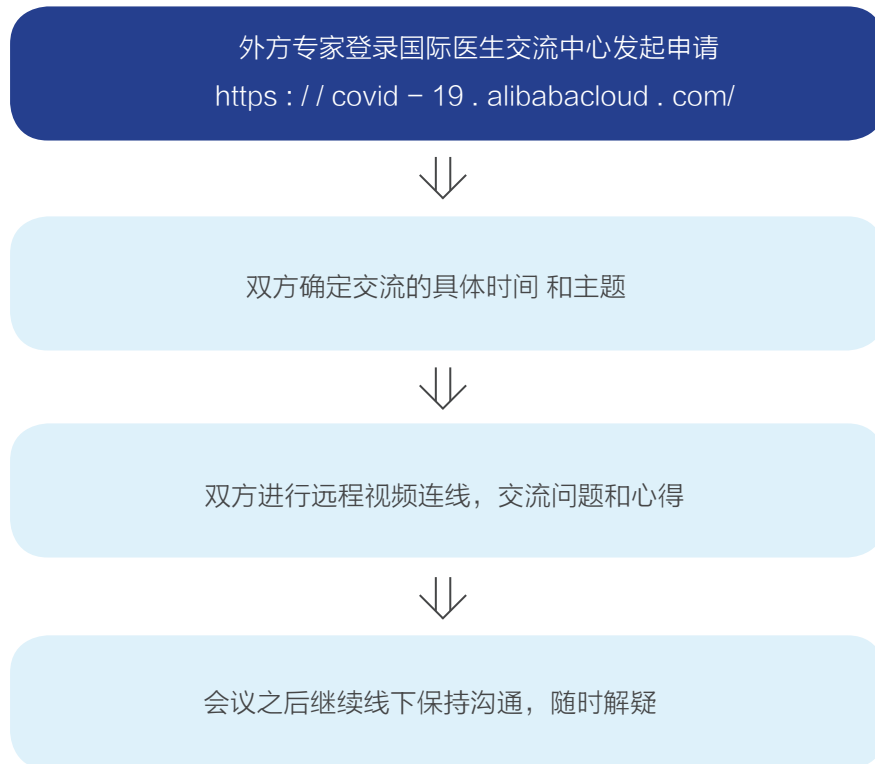 外方专家登录国际医生交流中心发起申请
https : / / covid – 19 . alibabacloud . com/
双方确定交流的具体时间 和主题
双方进行远程视频连线，交流问题和心得
会议之后继续线下保持沟通，随时解疑